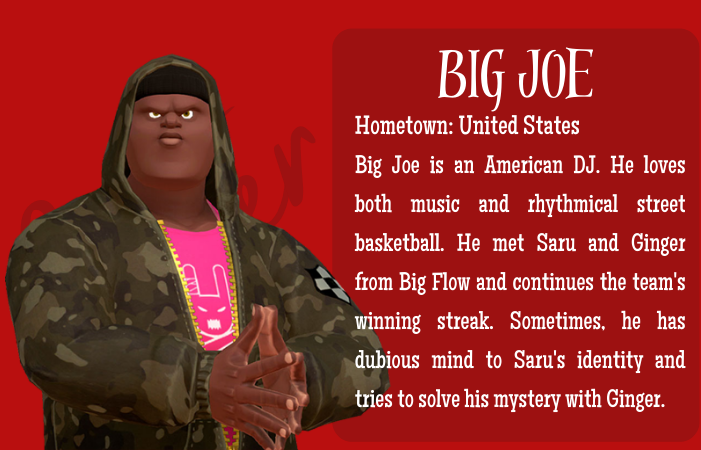 BIG JOE
Hometown: United States
Big Joe is an American DJ. He loves
both music and rhythmical street
basketball. He met Saru and Ginger
from Big Flow and continues the team's
winning streak. Sometimes, he has
dubious mind to Saru's identity and
tries to solve his mystery with Ginger.